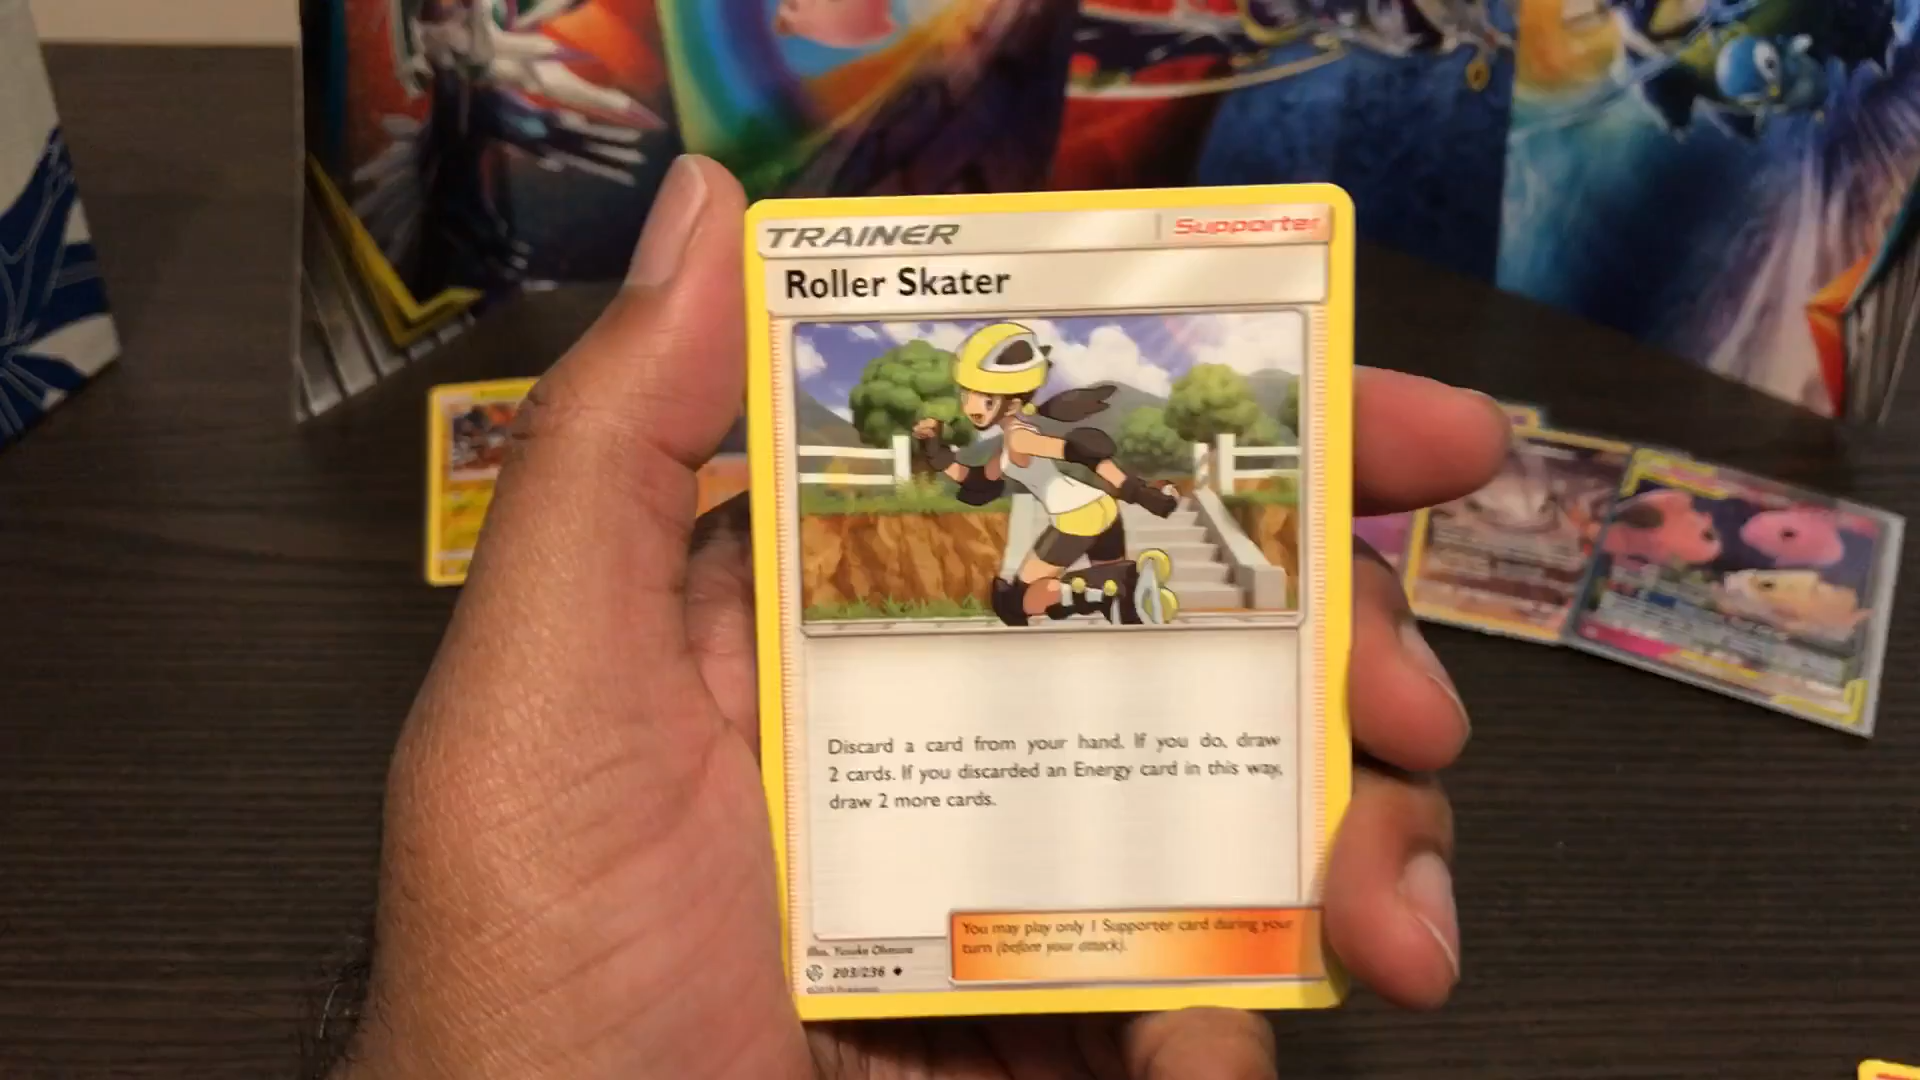 TRAINER
Supporter
Roller Skater
Discard a card from your hand. If you do, draw
2 cards. If you discarded an Energy card in this way,
draw 2 more cards.
You may play only 1 Supporter card during your
turn (before your attack).
Illus. Yusuke Ohmura
203/236